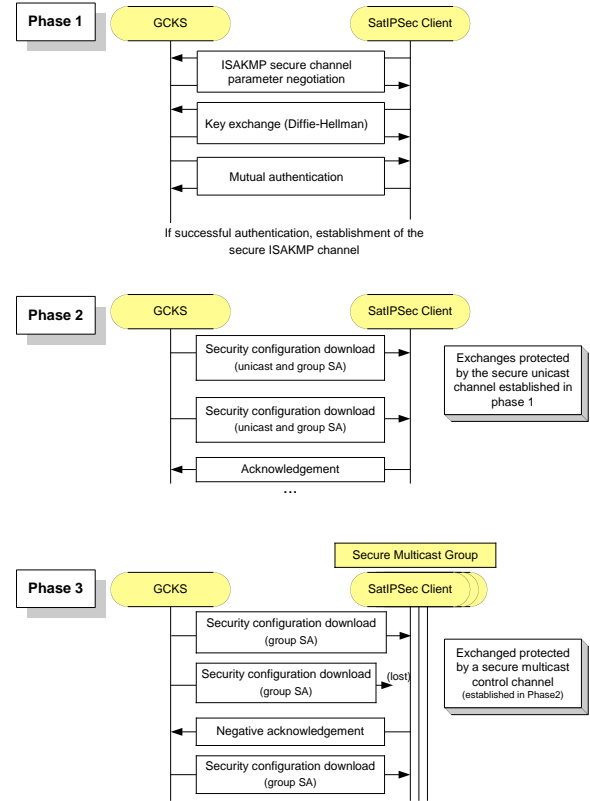 Phase 1
GCKS
SatIPSec Client
ISAKMP secure channel
parameter negotiation
Key exchange (Diffie-Hellman)
Mutual authentication
If successful authentication, establishment of the
secure ISAKMP channel
Phase 2
GCKS
SatIPSec Client
Security configuration download
(unicast and group SA)
Exchanges protected
by the secure unicast
channel established in
phase 1
Security configuration download
(unicast and group SA)
Acknowledgement
...
Secure Multicast Group
Phase 3
GCKS
SatIPSec Client
Security configuration download
(group SA)
Exchanged protected
by a secure multicast
control channel
(established in Phase2)
Security configuration download
(group SA)
(lost)
Negative acknowledgement
Security configuration download
(group SA)